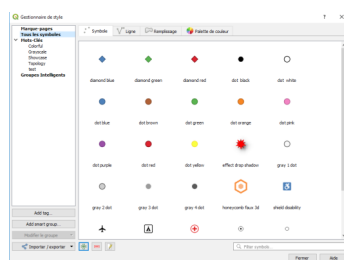 Gestionnaire de style
? ×
Marque-pages
Tous les symboles
Mots-Clés
Colorful
Grayscale
Showcase
Topology
test
Groupes Intelligents
Symbole
Ligne
Remplissage
Palette de couleur
diamond blue
diamond green
diamond red
dot black
dot white
dot blue
dot brown
dot green
dot orange
dot pink
dot purple
dot red
dot yellow
effect drop shadow
gray 1 dot
gray 2 dot
gray 3 dot
gray 4 dot
honeycomb faux 3d
shield disability
A
Add tag...
Add smart group...
Modifier le groupe
Importer / exporter
Filter symbols...
Fermer
Aide